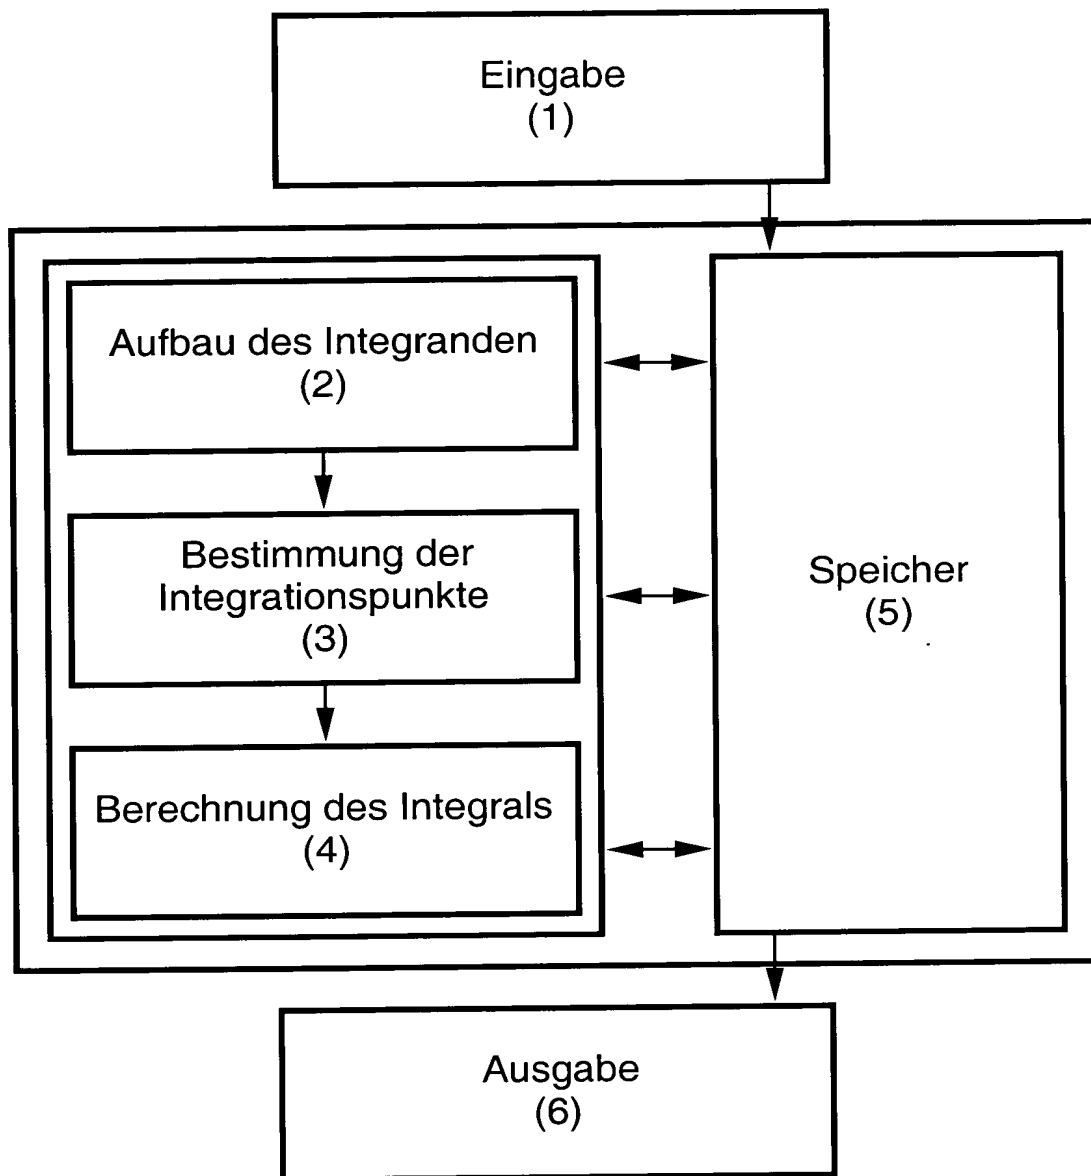 Eingabe
(1)
Aufbau des Integranden
(2)
Bestimmung der
Integrationspunkte
(3)
Berechnung des Integrals
(4)
Speicher
(5)
Ausgabe
(6)